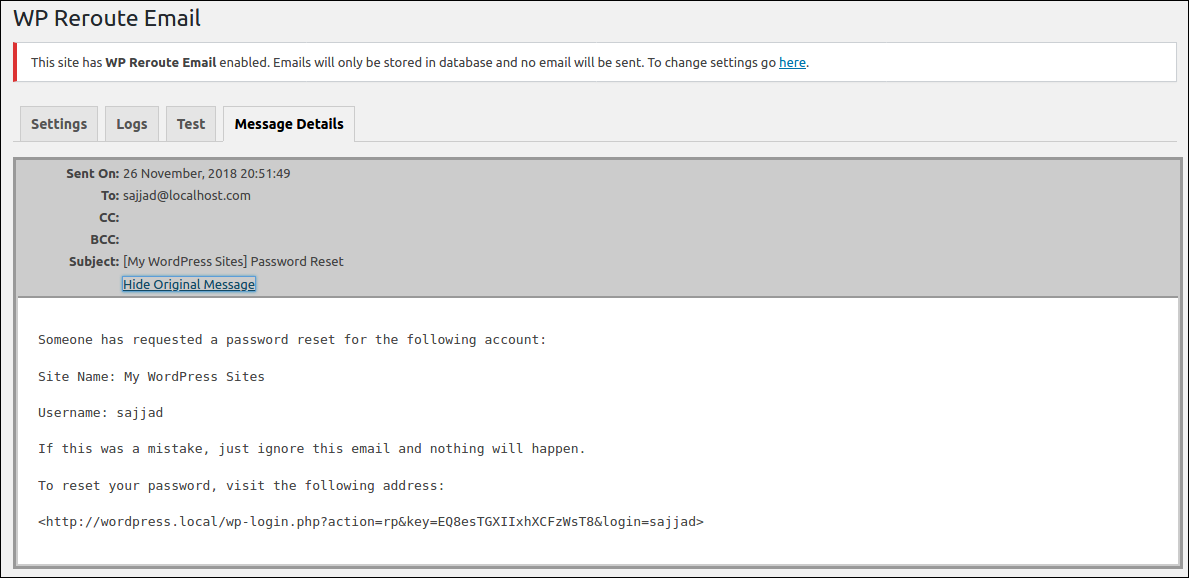 WP Reroute Email
This site has WP Reroute Email enabled. Emails will only be stored in database and no email will be sent. To change settings go here.
Settings Logs Test Message Details
Sent On: 26 November, 2018 20:51:49
To: sajjad@localhost.com
CC:
BCC:
Subject: [My WordPress Sites] Password Reset
Hide Original Message
Someone has requested a password reset for the following account:
Site Name: My WordPress Sites
Username: sajjad
If this was a mistake, just ignore this email and nothing will happen.
To reset your password, visit the following address:
<http://wordpress.local/wp-login.php?action=rp&key=EQ8esTGXIIxhXCFzWsT8&login=sajjad>